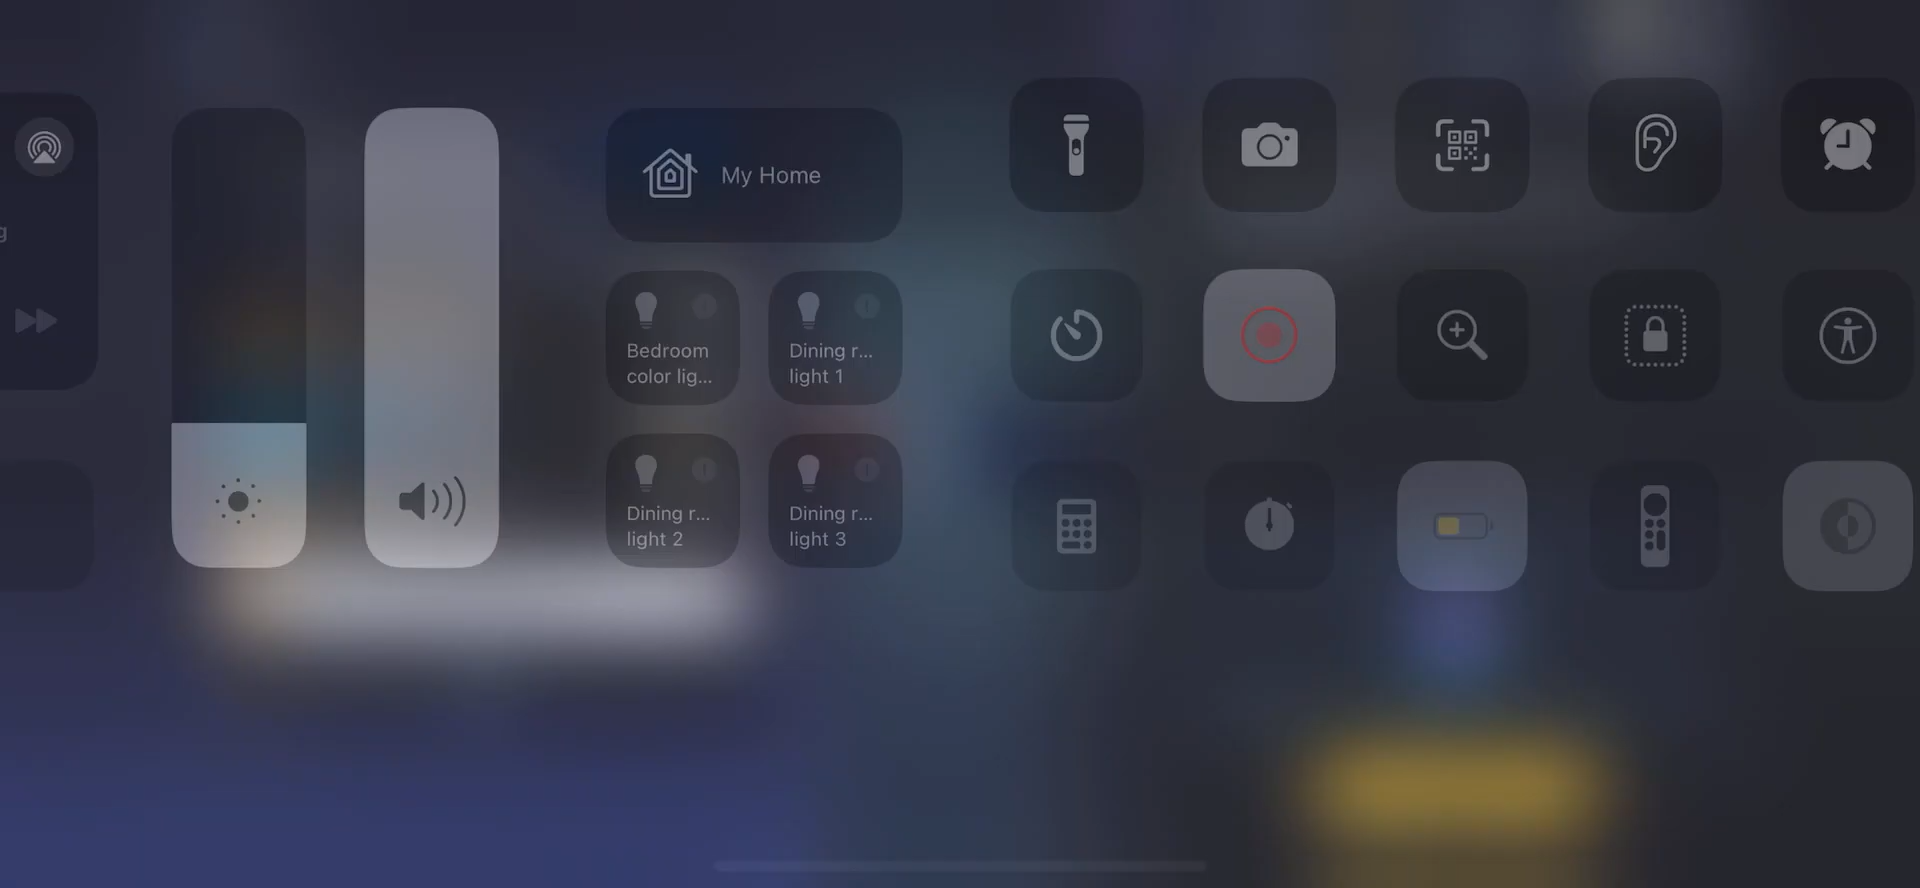 g
My Home
Bedroom
color lig...
Dining r...
light 1
Dining r...
light 2
Dining r...
light 3